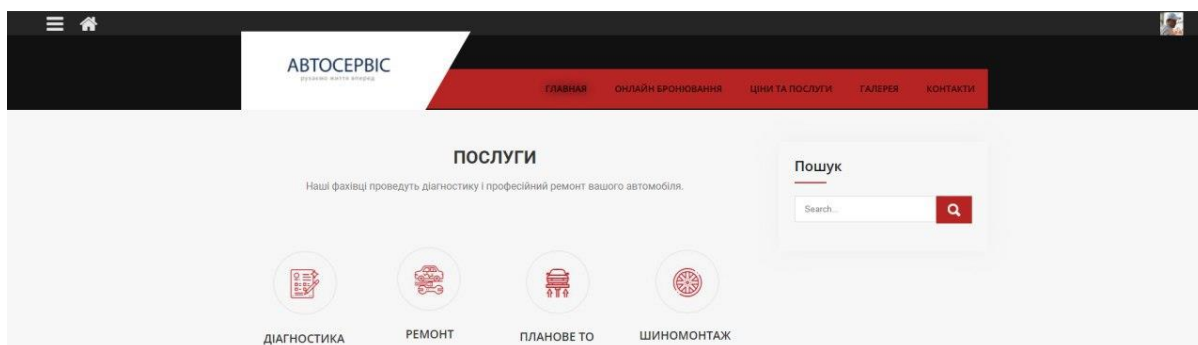 АВТОСЕРВІС
рухаємо життя вперед
ГЛАВНАЯ ОНЛАЙН БРОНЮВАННЯ ЦІНИ ТА ПОСЛУГИ ГАЛЕРЕЯ КОНТАКТИ
ПОСЛУГИ
Наші фахівці проведуть діагностику і професійний ремонт вашого автомобіля.
Пошук
Search...
ДІАГНОСТИКА РЕМОНТ ПЛАНОВЕ ТО ШИНОМОНТАЖ